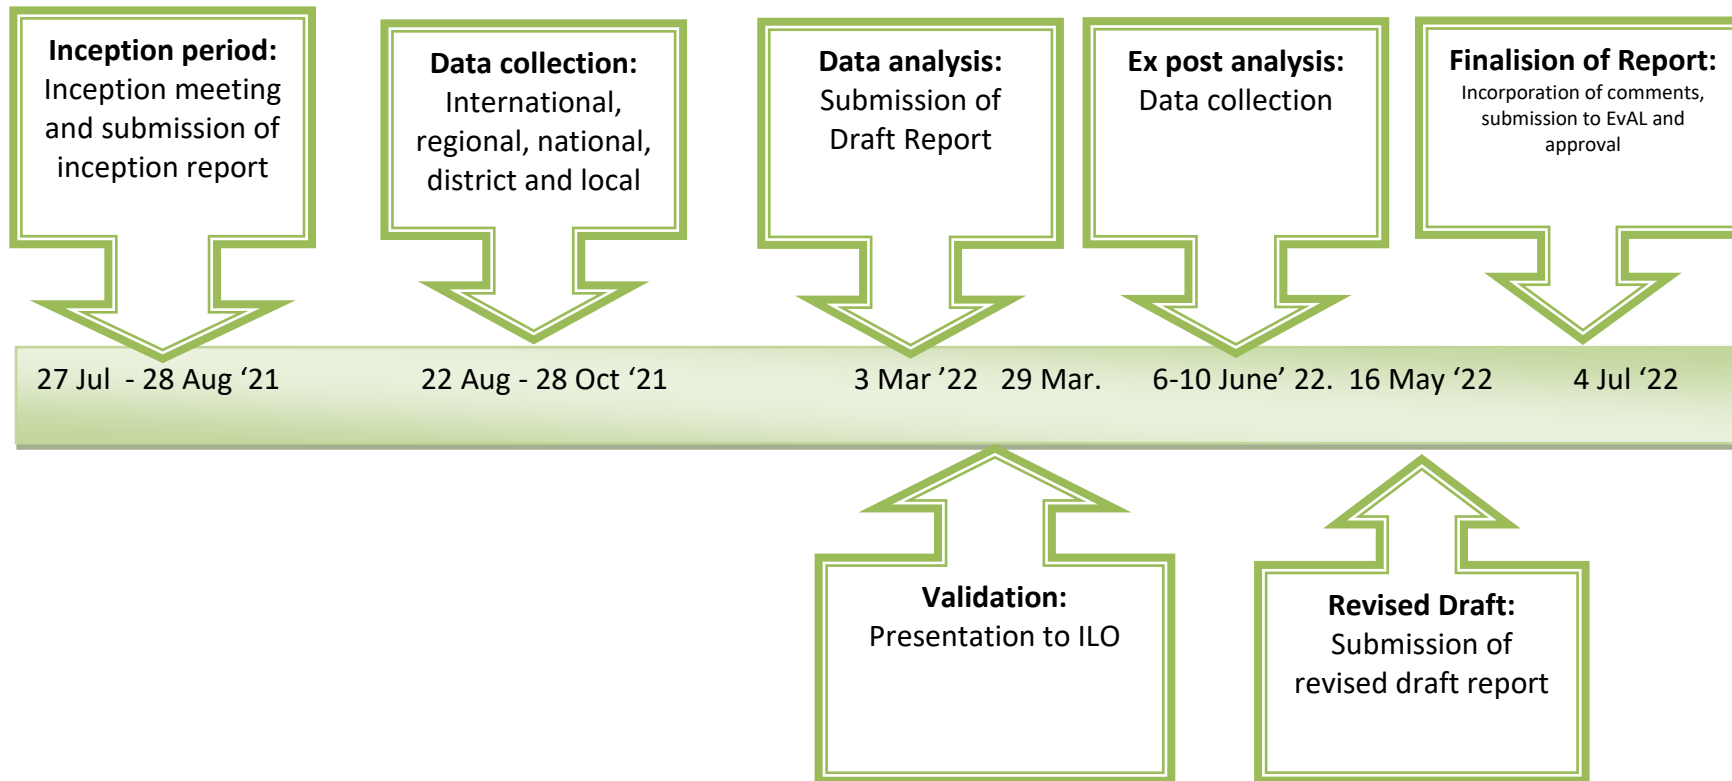 Inception period:
Inception meeting
and submission of
inception report
Data collection:
International,
regional, national,
district and local
Data analysis:
Submission of
Draft Report
Ex post analysis:
Data collection
Finalision of Report:
Incorporation of comments,
submission to EvAL and
approval
27 Jul  - 28 Aug ‘21
22 Aug - 28 Oct ‘21
3 Mar ’22
29 Mar.
6-10 June’ 22.
16 May ‘22
4 Jul ‘22
Validation:
Presentation to ILO
Revised Draft:
Submission of
revised draft report